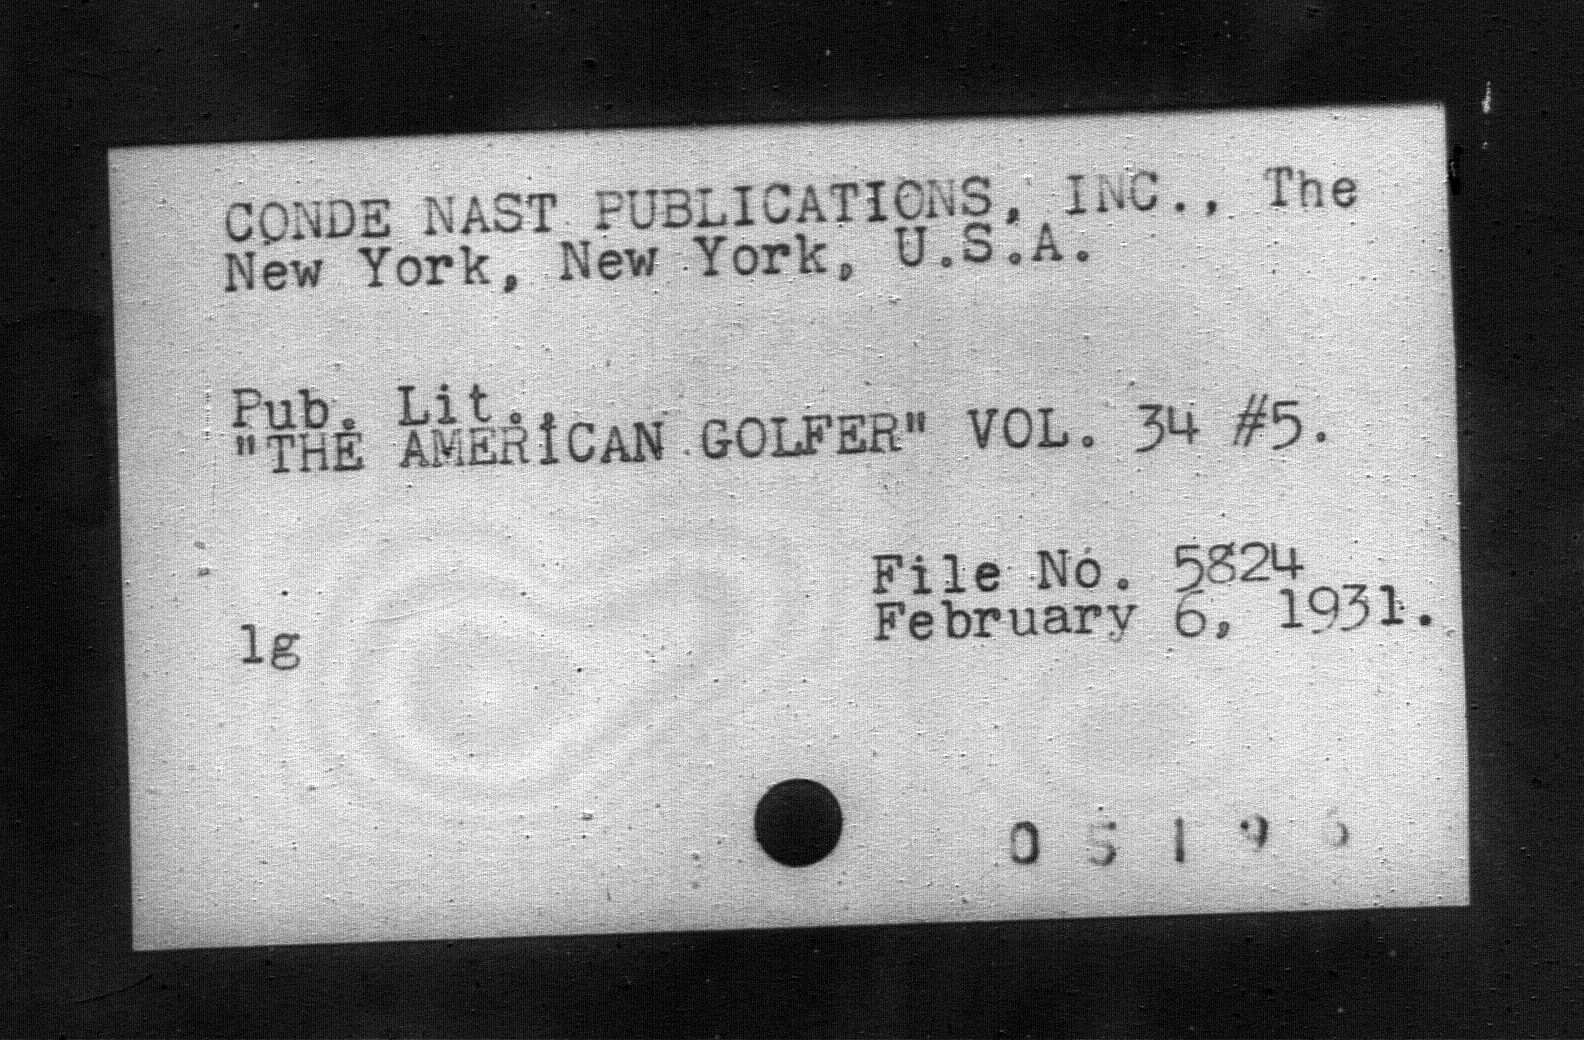 CONDE NAST PUBLICATIONS, INC., The
New York, New York, U.S.A.
Pub. Lit.,
"THE AMERICAN GOLFER" VOL. 34 #5.
File No. 5824
February 6, 1931.
lg